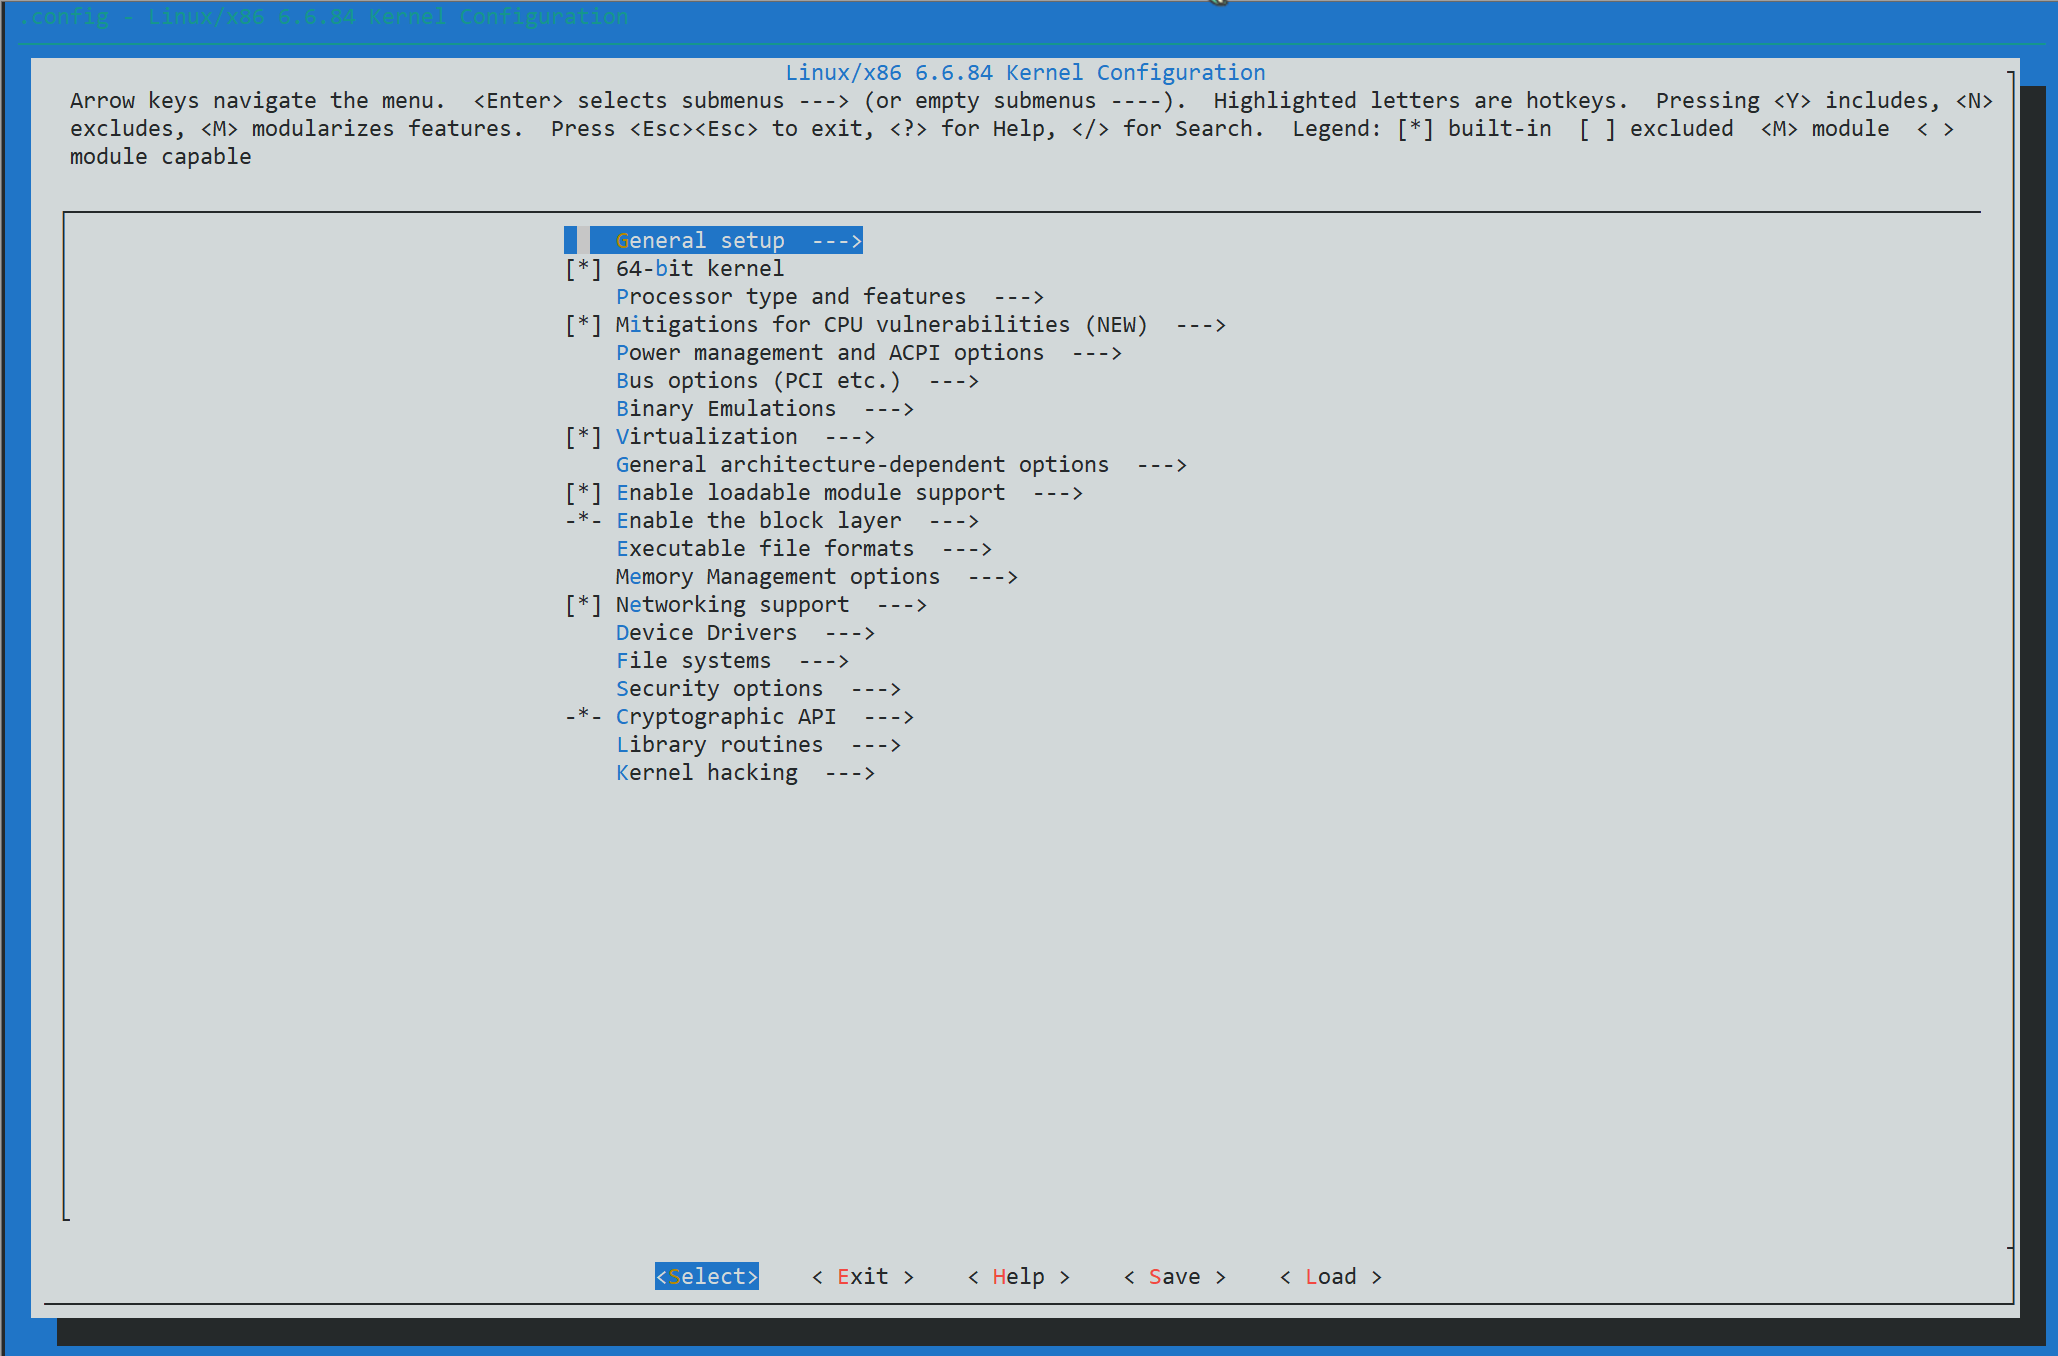 .config - Linux/x86 6.6.84 Kernel Configuration
Linux/x86 6.6.84 Kernel Configuration
Arrow keys navigate the menu.  <Enter> selects submenus ---> (or empty submenus ----).  Highlighted letters are hotkeys.  Pressing <Y> includes, <N>
excludes, <M> modularizes features.  Press <Esc><Esc> to exit, <?> for Help, </> for Search.  Legend: [*] built-in  [ ] excluded  <M> module  < >
module capable
General setup  --->
[*] 64-bit kernel
Processor type and features  --->
[*] Mitigations for CPU vulnerabilities (NEW)  --->
Power management and ACPI options  --->
Bus options (PCI etc.)  --->
Binary Emulations  --->
[*] Virtualization  --->
General architecture-dependent options  --->
[*] Enable loadable module support  --->
-*- Enable the block layer  --->
Executable file formats  --->
Memory Management options  --->
[*] Networking support  --->
Device Drivers  --->
File systems  --->
Security options  --->
-*- Cryptographic API  --->
Library routines  --->
Kernel hacking  --->
<Select>    < Exit >    < Help >    < Save >    < Load >